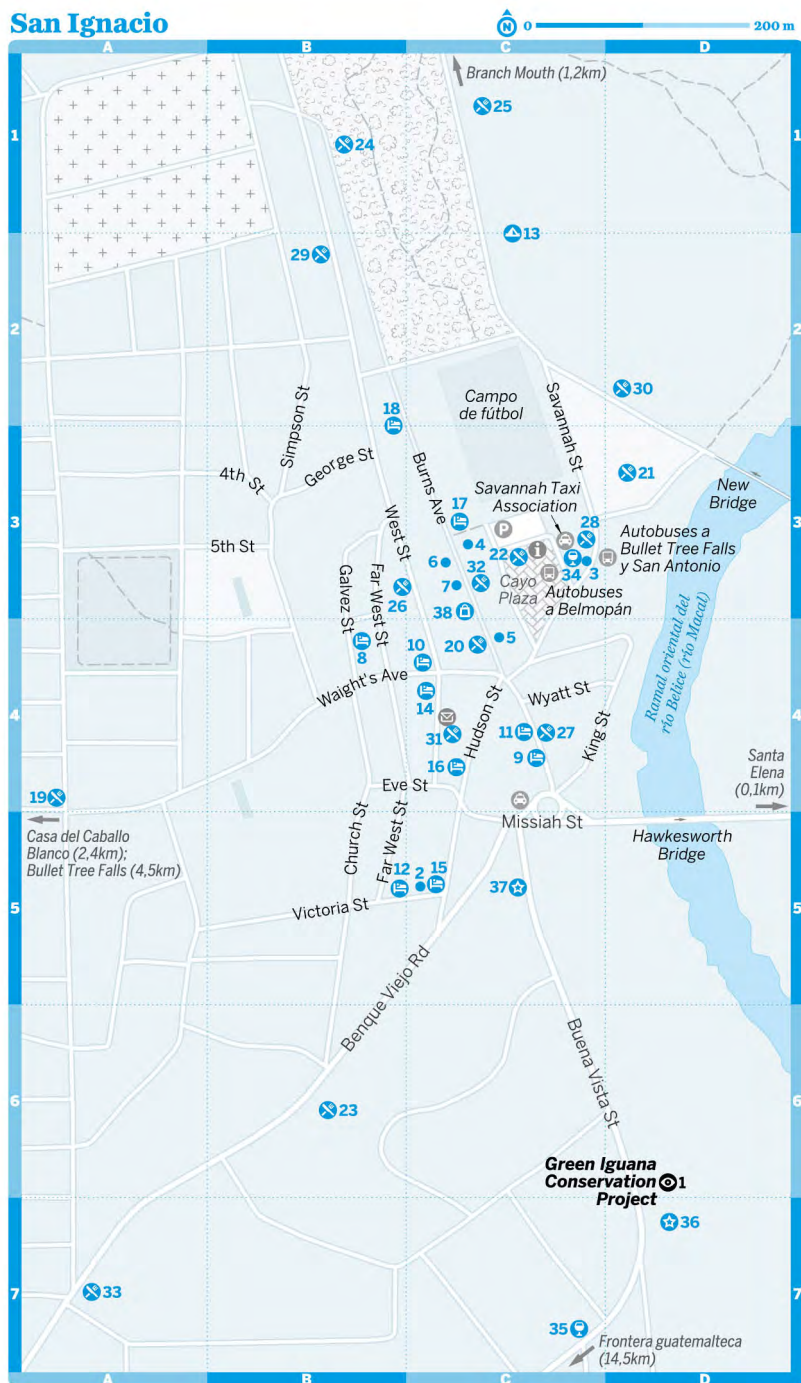 San Ignacio
N
0
200 m
A
B
C
D
Branch Mouth (1,2km)
1
25
1
24
13
29
2
2
30
Savannah St
Campo
de fútbol
Simpson St
18
George St
Burns Ave
21
4th St
Savannah Taxi
Association
New
Bridge
17
P
28
3
3
5th St
West St
4
i
Autobuses a
Bullet Tree Falls
y San Antonio
6
22
32
34
3
7
Cayo
Plaza
Autobuses
a Belmopán
Galvez St
Far West St
26
38
8
10
20
5
Ramal oriental del
río Belice (río Macal)
Waight's Ave
Wyatt St
14
4
4
Hudson St
King St
31
11
27
16
9
Santa
Elena
(0,1km)
Eve St
19
Missiah St
Casa del Caballo
Blanco (2,4km);
Bullet Tree Falls (4,5km)
Hawkesworth
Bridge
Church St
Far West St
12
2
15
37
5
5
Victoria St
Benque Viejo Rd
Buena Vista St
6
6
23
Green Iguana
Conservation
Project
1
36
7
7
33
35
Frontera guatemalteca
(14,5km)
A
B
C
D